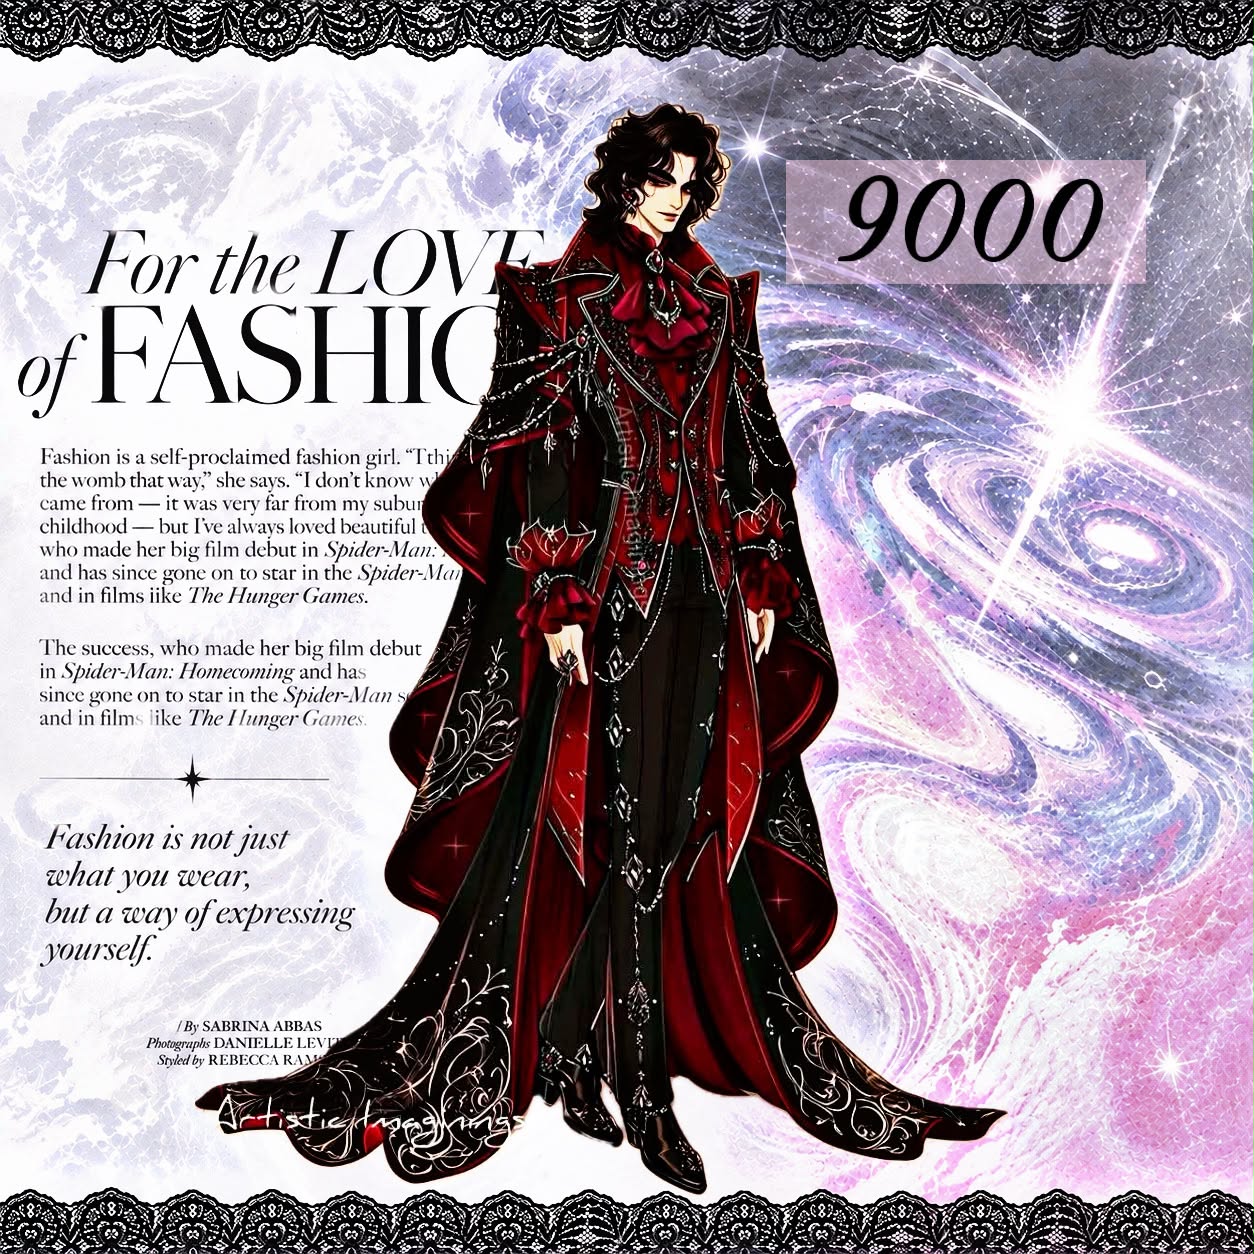 9000
For the LOVE
of FASHIO
Fashion is a self-proclaimed fashion girl. “Tthi
the womb that way,” she says. “I don’t know wh
came from — it was very far from my subur
childhood — but I’ve always loved beautiful
who made her big film debut in Spider-Man:
and has since gone on to star in the Spider-Man
and in films iike The Hunger Games.
The success, who made her big film debut
in Spider-Man: Homecoming and has
since gone on to star in the Spider-Man s
and in films like The Hunger Games.
Fashion is not just
what you wear,
but a way of expressing
yourself.
/ By SABRINA ABBAS
Photographs DANIELLE LEVIT
Styled by REBECCA RAM
Artistic Imaginings
Artistic Imaginings